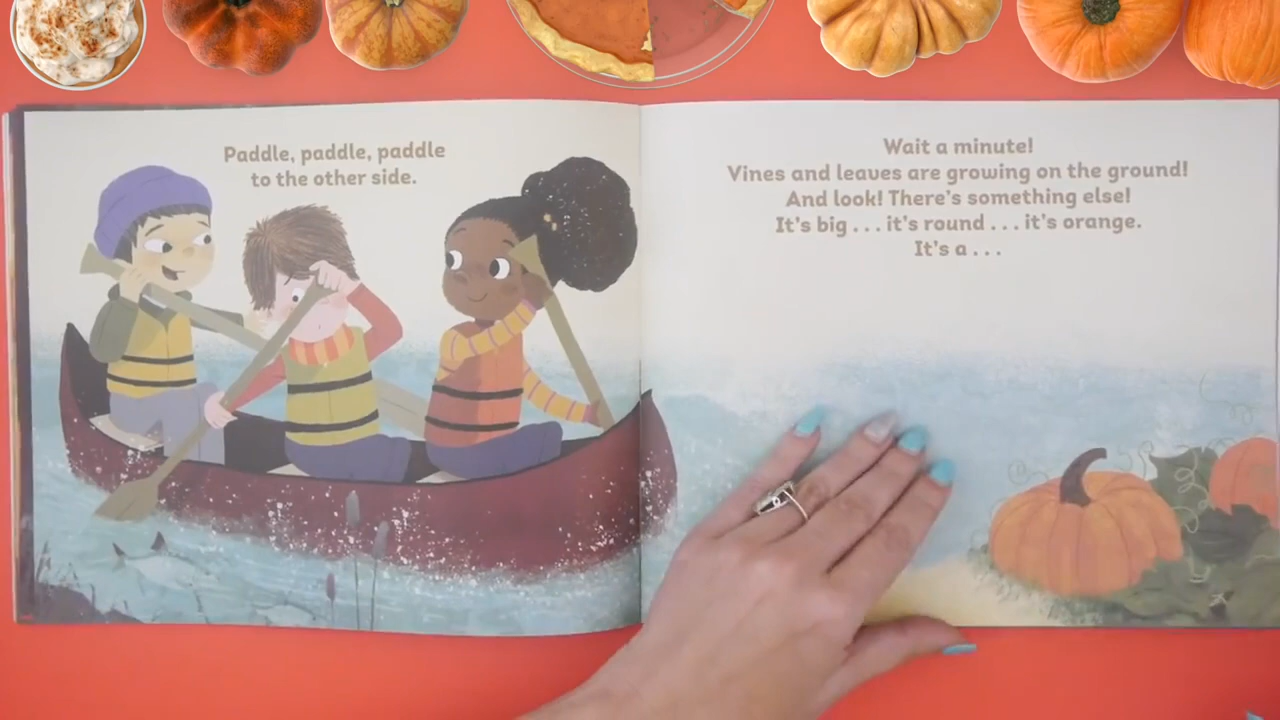 Paddle, paddle, paddle
to the other side.
Wait a minute!
Vines and leaves are growing on the ground!
And look! There's something else!
It's big . . . it's round . . . it's orange.
It's a . . .